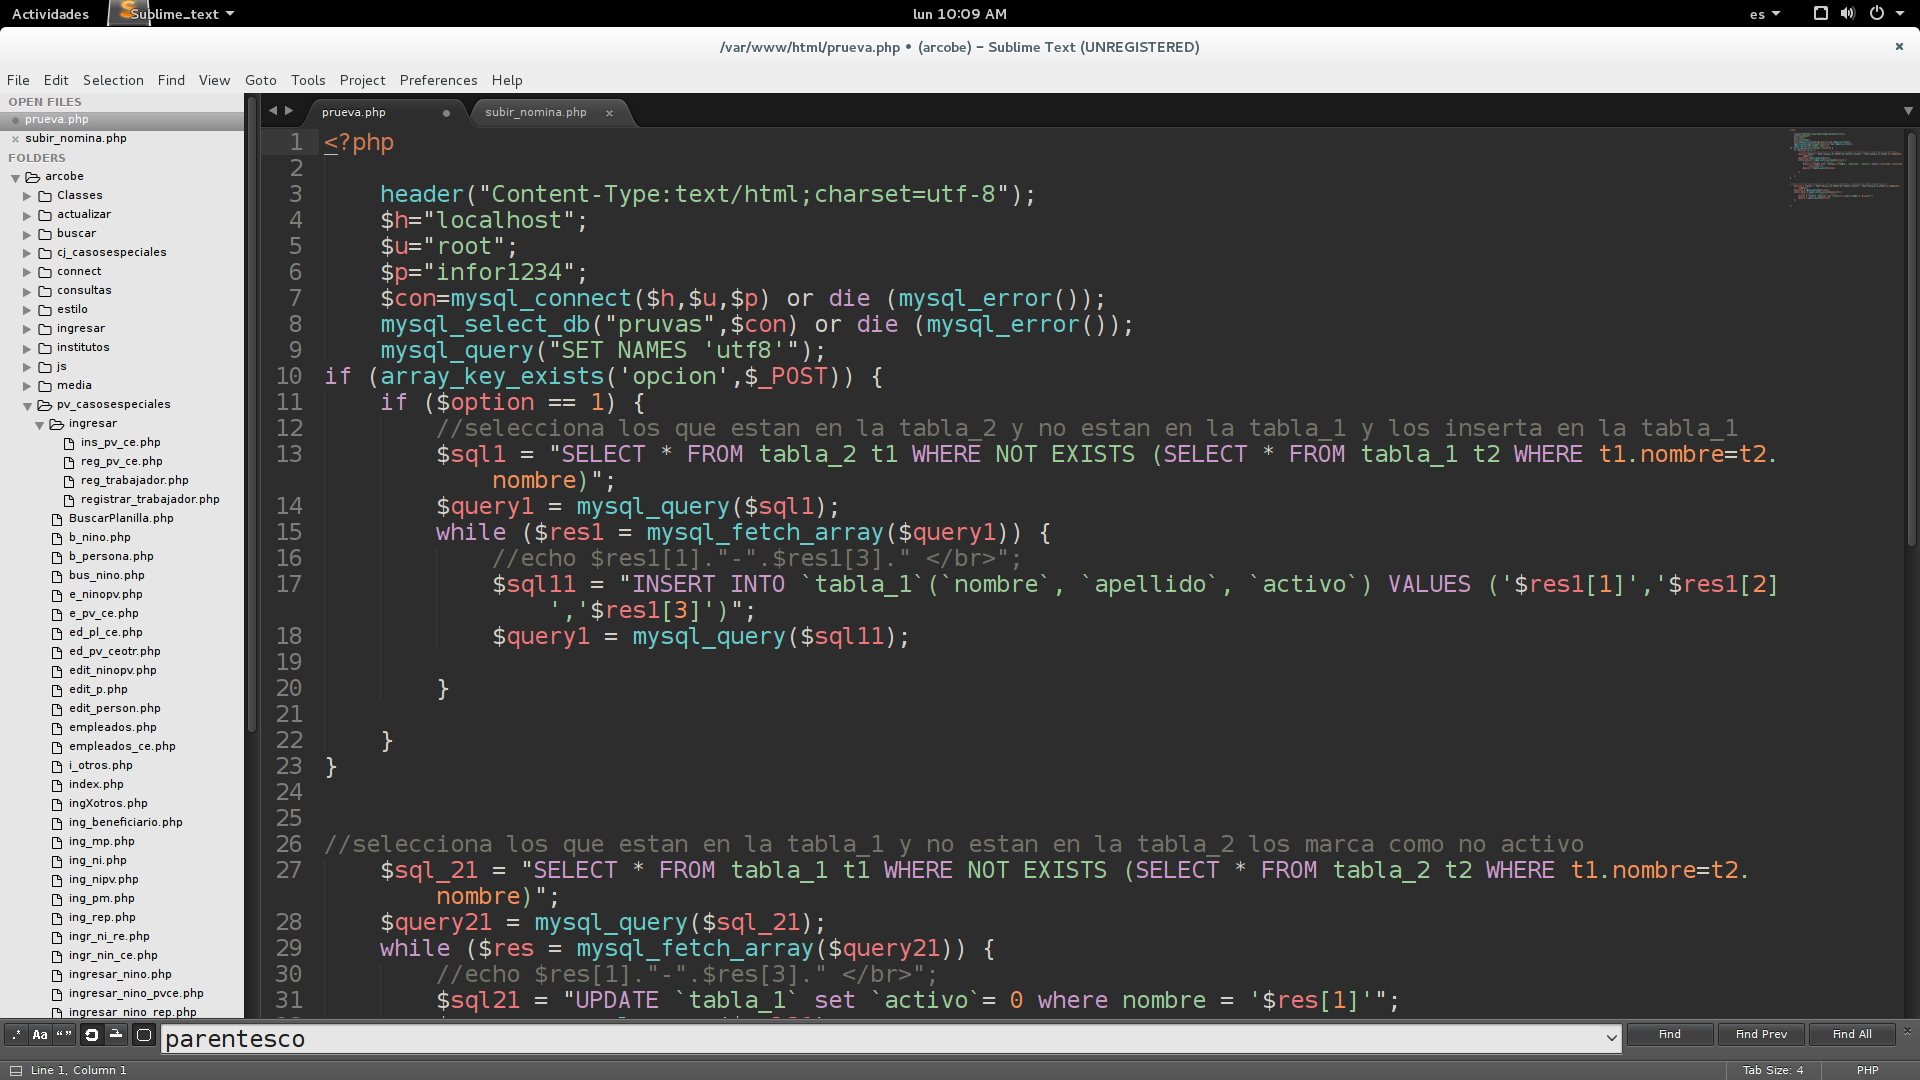 Actividades
Sublime_text
lun 10:09 AM
es
/var/www/html/prueva.php • (arcobe) - Sublime Text (UNREGISTERED)
File Edit Selection Find View Goto Tools Project Preferences Help
OPEN FILES
prueva.php
subir_nomina.php
FOLDERS
arcobe
Classes
actualizar
buscar
cj_casosespeciales
connect
consultas
estilo
ingresar
institutos
js
media
pv_casosespeciales
ingresar
ins_pv_ce.php
reg_pv_ce.php
reg_trabajador.php
registrar_trabajador.php
BuscarPlanilla.php
b_nino.php
b_persona.php
bus_nino.php
e_ninopv.php
e_pv_ce.php
ed_pl_ce.php
ed_pv_ceotr.php
edit_ninopv.php
edit_p.php
edit_person.php
empleados.php
empleados_ce.php
i_otros.php
index.php
ingXotros.php
ing_beneficiario.php
ing_mp.php
ing_ni.php
ing_nipv.php
ing_pm.php
ing_rep.php
ingr_ni_re.php
ingr_nin_ce.php
ingresar_nino.php
ingresar_nino_pvce.php
ingresar_nino_rep.php
prueva.php
subir_nomina.php
1 <?php
2
3 header("Content-Type:text/html;charset=utf-8");
4 $h="localhost";
5 $u="root";
6 $p="infor1234";
7 $con=mysql_connect($h,$u,$p) or die (mysql_error());
8 mysql_select_db("pruvas",$con) or die (mysql_error());
9 mysql_query("SET NAMES 'utf8'");
10 if (array_key_exists('opcion',$_POST)) {
11 if ($option == 1) {
12 //selecciona los que estan en la tabla_2 y no estan en la tabla_1 y los inserta en la tabla_1
13 $sql1 = "SELECT * FROM tabla_2 t1 WHERE NOT EXISTS (SELECT * FROM tabla_1 t2 WHERE t1.nombre=t2.
nombre)";
14 $query1 = mysql_query($sql1);
15 while ($res1 = mysql_fetch_array($query1)) {
16 //echo $res1[1]."-".$res1[3]." </br>";
17 $sql11 = "INSERT INTO `tabla_1`(`nombre`, `apellido`, `activo`) VALUES ('$res1[1]','$res1[2]
','$res1[3]')";
18 $query1 = mysql_query($sql11);
19
20 }
21
22 }
23 }
24
25
26 //selecciona los que estan en la tabla_1 y no estan en la tabla_2 los marca como no activo
27 $sql_21 = "SELECT * FROM tabla_1 t1 WHERE NOT EXISTS (SELECT * FROM tabla_2 t2 WHERE t1.nombre=t2.
nombre)";
28 $query21 = mysql_query($sql_21);
29 while ($res = mysql_fetch_array($query21)) {
30 //echo $res[1]."-".$res[3]." </br>";
31 $sql21 = "UPDATE `tabla_1` set `activo`= 0 where nombre = '$res[1]'";
.* Aa “”
parentesco
Find
Find Prev
Find All
Line 1, Column 1
Tab Size: 4
PHP